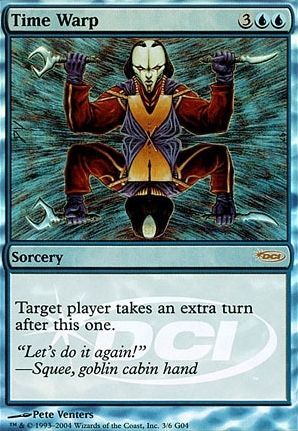 Time Warp 3
Sorcery
DCI
Target player takes an extra turn
after this one.
“Let’s do it again!”
—Squee, goblin cabin hand
DCI
Pete Venters
™ & © 1993–2004 Wizards of the Coast, Inc. 3/6 G04